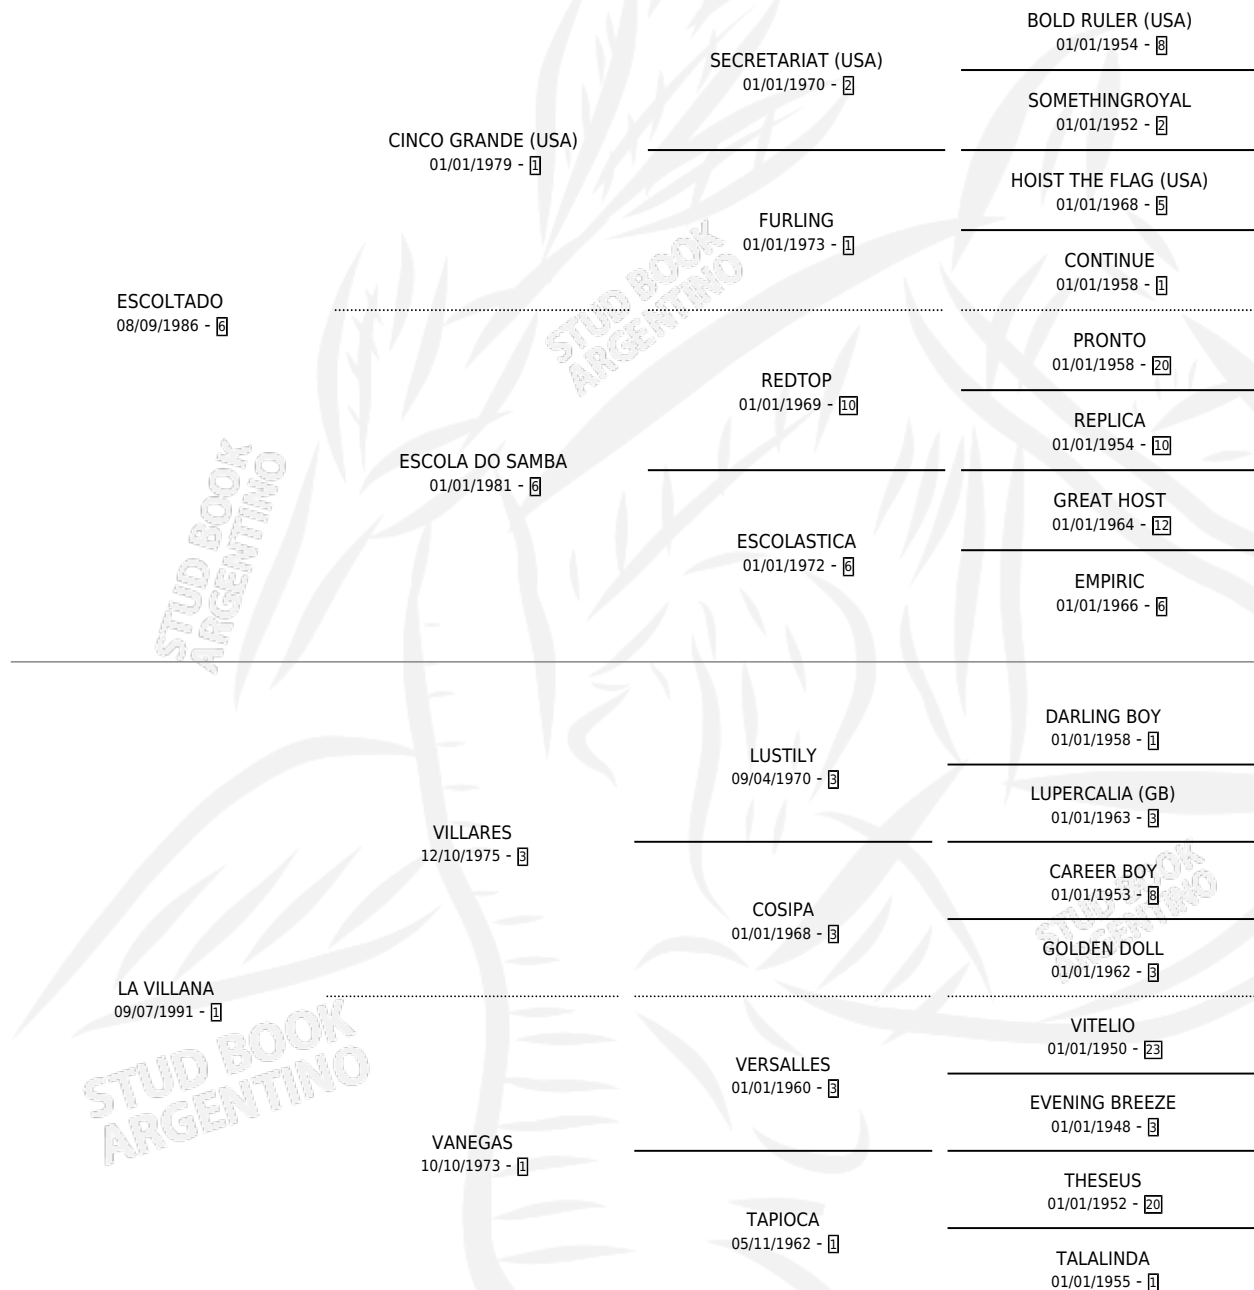 BOLD RULER (USA)
01/01/1954 - 8
SECRETARIAT (USA)
01/01/1970 - 2
SOMETHINGROYAL
01/01/1952 - 2
CINCO GRANDE (USA)
01/01/1979 - 1
HOIST THE FLAG (USA)
01/01/1968 - 5
FURLING
01/01/1973 - 1
CONTINUE
01/01/1958 - 1
ESCOLTADO
08/09/1986 - 6
PRONTO
01/01/1958 - 20
REDTOP
01/01/1969 - 10
REPLICA
01/01/1954 - 10
ESCOLA DO SAMBA
01/01/1981 - 6
GREAT HOST
01/01/1964 - 12
ESCOLASTICA
01/01/1972 - 6
EMPIRIC
01/01/1966 - 6
STUD BOOK
ARGENTINO
STUD BOOK
ARGENTINO
DARLING BOY
01/01/1958 - 1
LUSTILY
09/04/1970 - 3
LUPERCALIA (GB)
01/01/1963 - 3
VILLARES
12/10/1975 - 3
CAREER BOY
01/01/1953 - 8
COSIPA
01/01/1968 - 3
GOLDEN DOLL
01/01/1962 - 3
STUD BOOK
ARGENTINO
LA VILLANA
09/07/1991 - 1
VITELIO
01/01/1950 - 23
VERSALLES
01/01/1960 - 3
EVENING BREEZE
01/01/1948 - 3
STUD BOOK
ARGENTINO
VANEGAS
10/10/1973 - 1
THESEUS
01/01/1952 - 20
TAPIOCA
05/11/1962 - 1
TALALINDA
01/01/1955 - 1